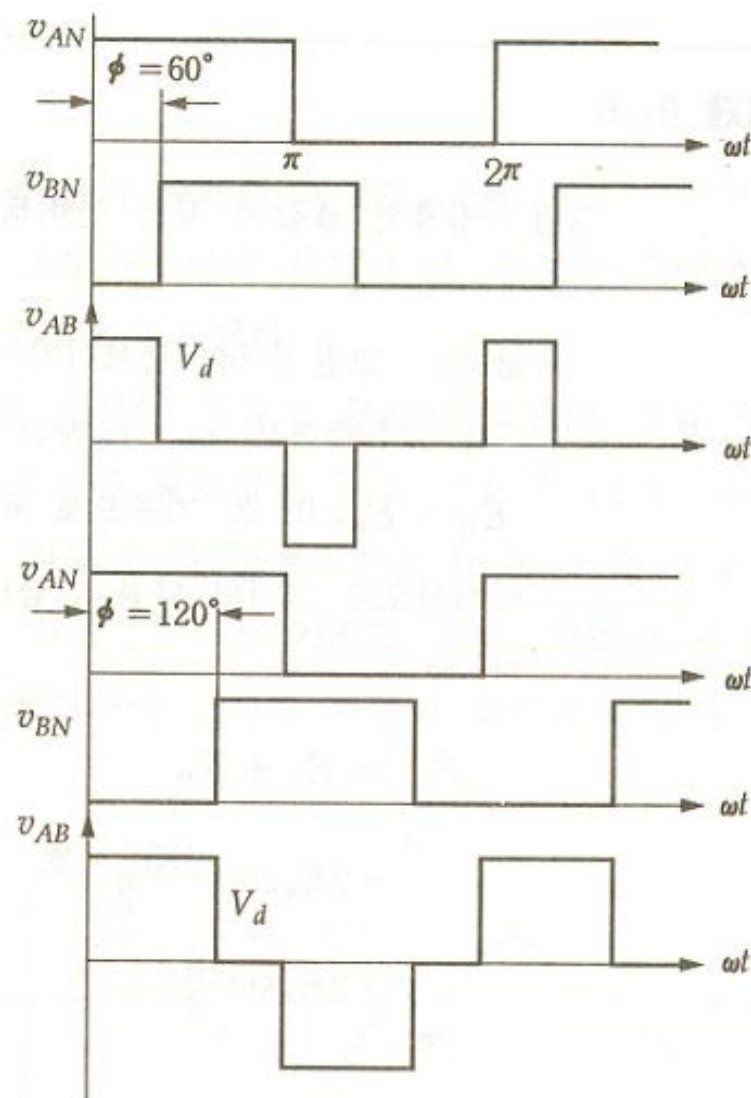 v_AN
ϕ = 60°
π
2π
ωt
v_BN
ωt
v_AB
V_d
ωt
v_AN
ϕ = 120°
ωt
v_BN
ωt
v_AB
V_d
ωt